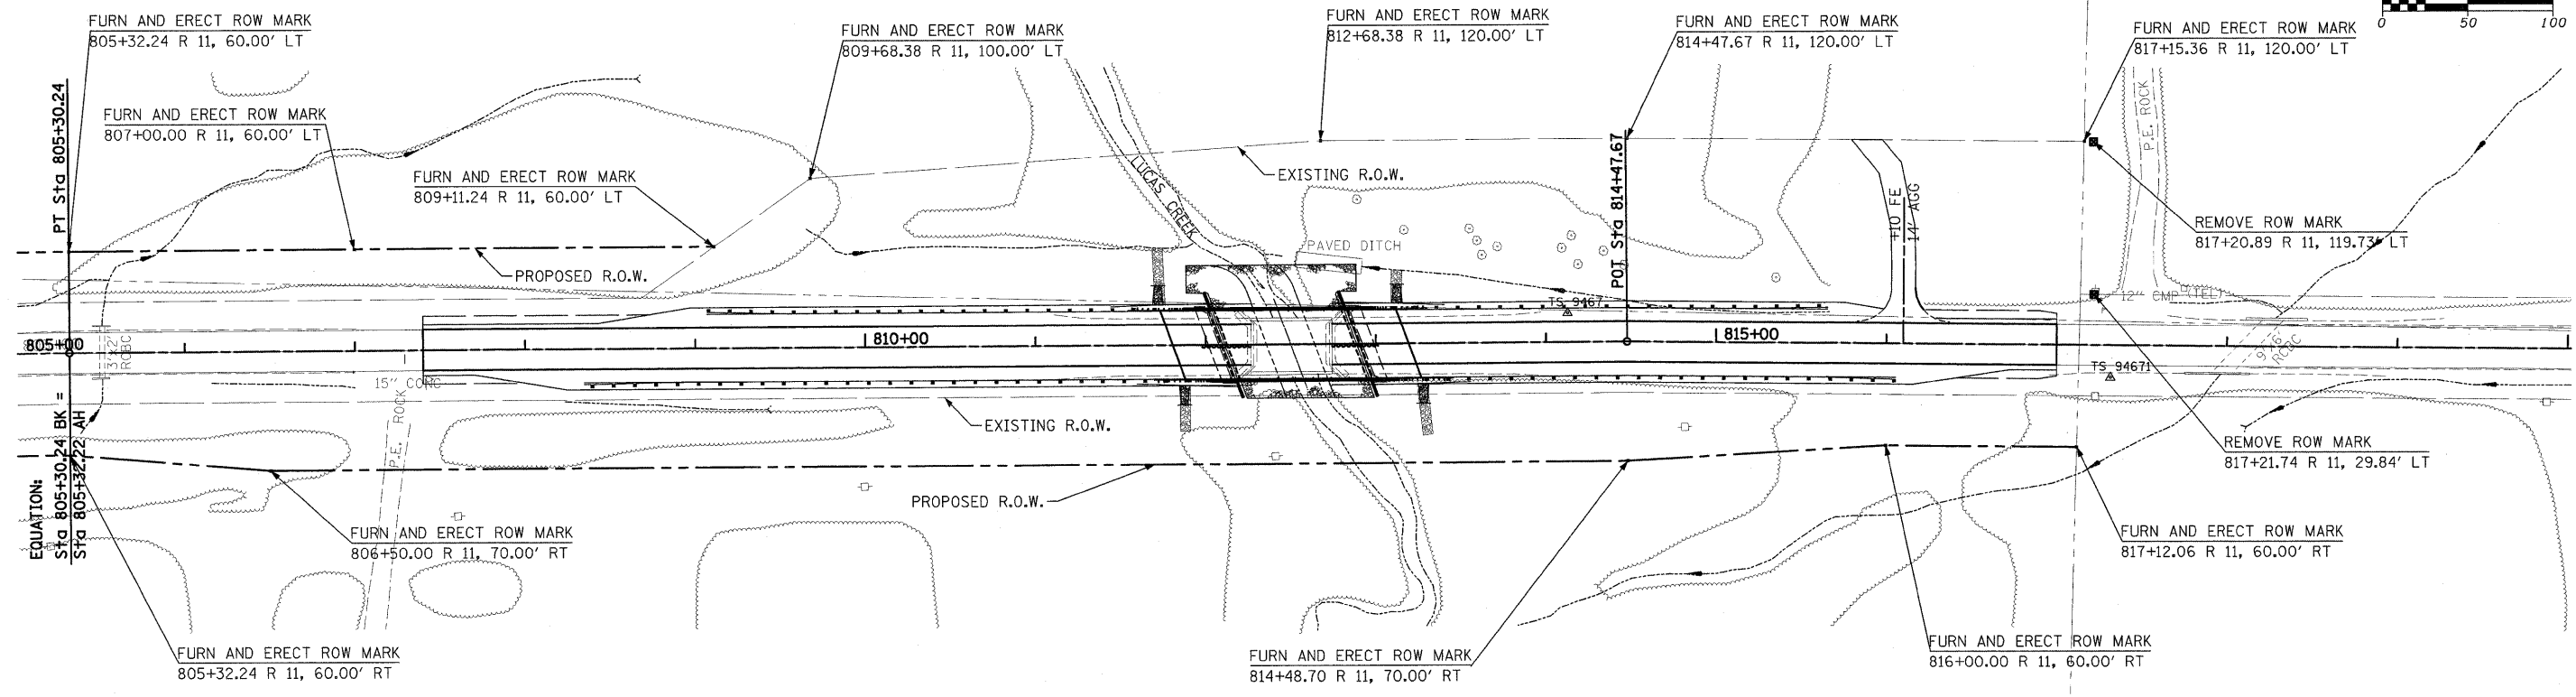 FURN AND ERECT ROW MARK
805+32.24 R 11, 60.00' LT
FURN AND ERECT ROW MARK
809+68.38 R 11, 100.00' LT
FURN AND ERECT ROW MARK
812+68.38 R 11, 120.00' LT
FURN AND ERECT ROW MARK
814+47.67 R 11, 120.00' LT
FURN AND ERECT ROW MARK
817+15.36 R 11, 120.00' LT
0 50 100
PT Sta 805+30.24
FURN AND ERECT ROW MARK
807+00.00 R 11, 60.00' LT
FURN AND ERECT ROW MARK
809+11.24 R 11, 60.00' LT
LUCAS CREEK
EXISTING R.O.W.
POT Sta 814+47.67
+10 FE
14' AGG
P.E. ROCK
REMOVE ROW MARK
817+20.89 R 11, 119.73' LT
PROPOSED R.O.W.
PAVED DITCH
TS 9467
12" CMP (TEL)
805+00
3'X2'
RCBC
810+00
815+00
RCBC
TS 94671
15" CONC
P.E. ROCK
EXISTING R.O.W.
REMOVE ROW MARK
817+21.74 R 11, 29.84' LT
PROPOSED R.O.W.
EQUATION:
Sta 805+30.24 BK =
Sta 805+32.22 AH
FURN AND ERECT ROW MARK
806+50.00 R 11, 70.00' RT
FURN AND ERECT ROW MARK
817+12.06 R 11, 60.00' RT
FURN AND ERECT ROW MARK
805+32.24 R 11, 60.00' RT
FURN AND ERECT ROW MARK
814+48.70 R 11, 70.00' RT
FURN AND ERECT ROW MARK
816+00.00 R 11, 60.00' RT